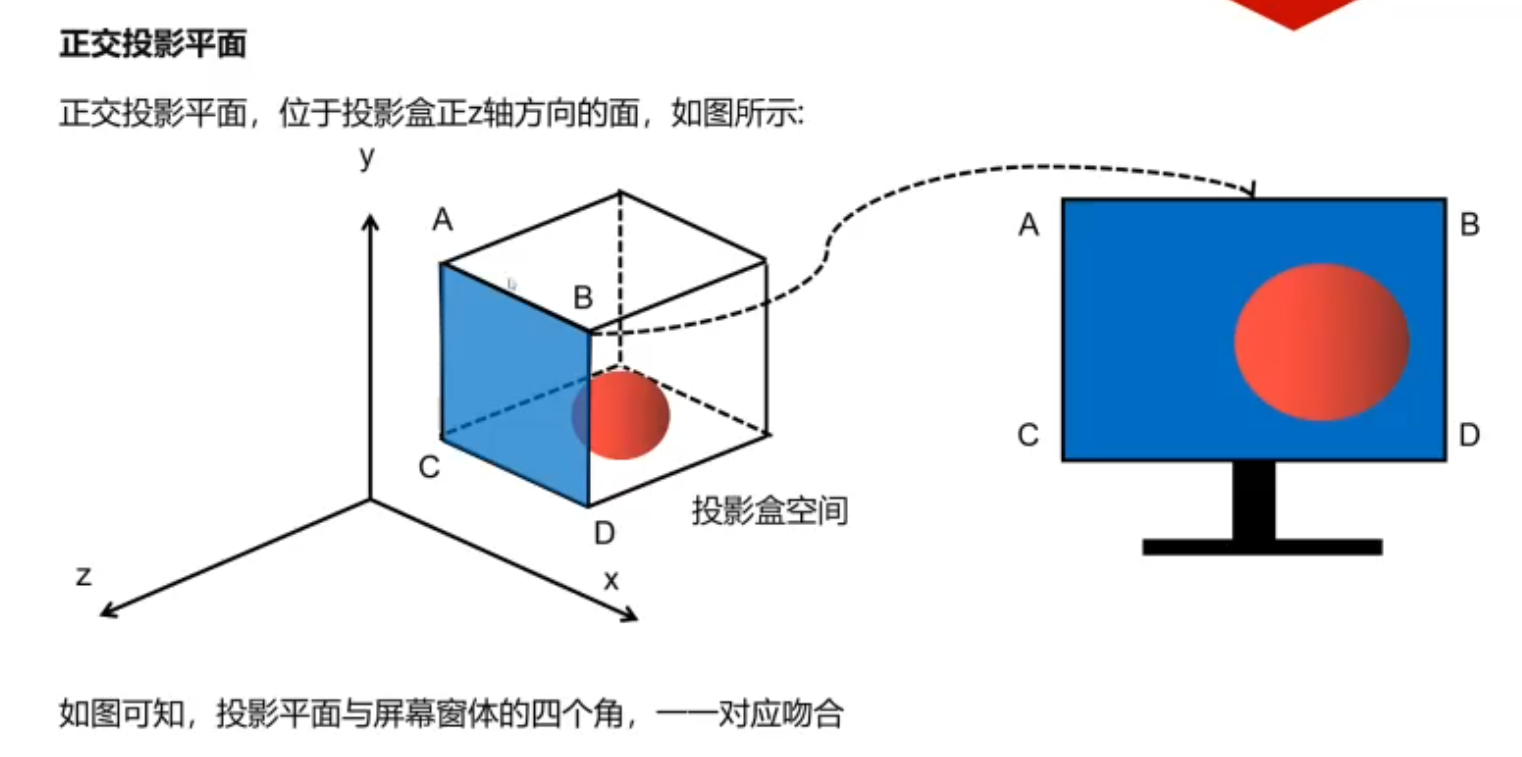 正交投影平面
正交投影平面，位于投影盒正z轴方向的面，如图所示:
y
A
B
C
D
z
x
投影盒空间
A
B
C
D
如图可知，投影平面与屏幕窗体的四个角，一一对应吻合